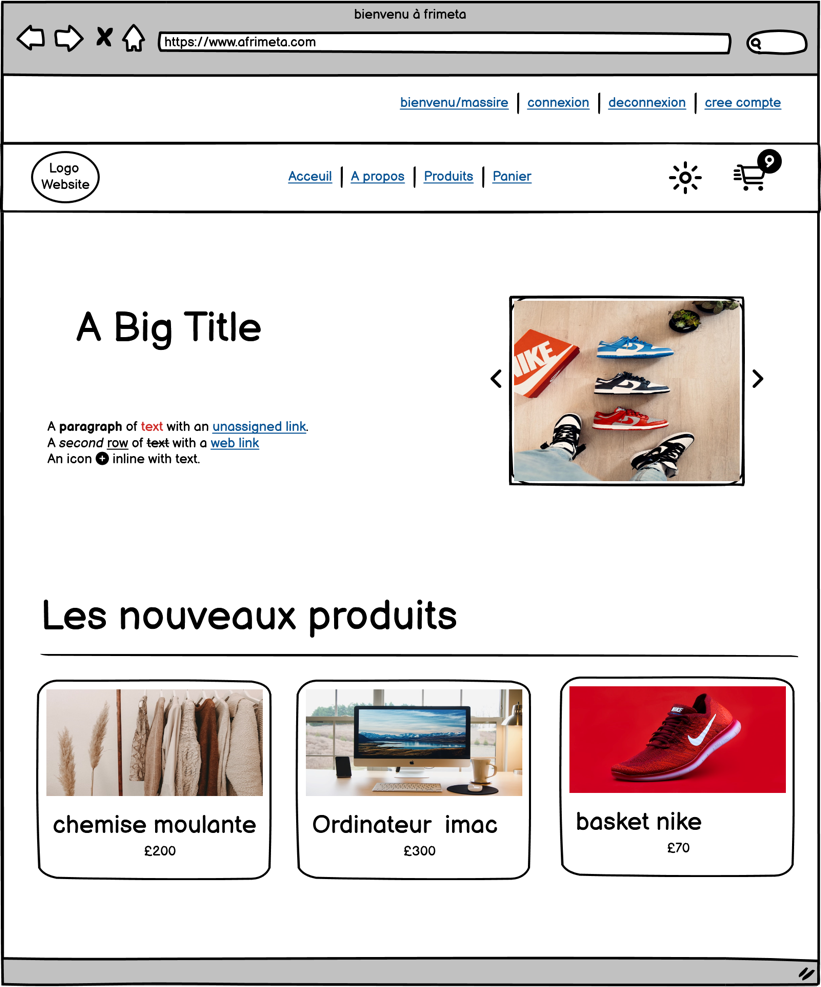 bienvenu à frimeta
https://www.afrimeta.com
bienvenu/massire connexion deconnexion cree compte
Logo
Website
Acceuil A propos Produits Panier
9
A Big Title
NIKE
A paragraph of text with an unassigned link.
A second row of text with a web link
An icon inline with text.
Les nouveaux produits
chemise moulante
£200
Ordinateur imac
£300
NIKE
basket nike
£70